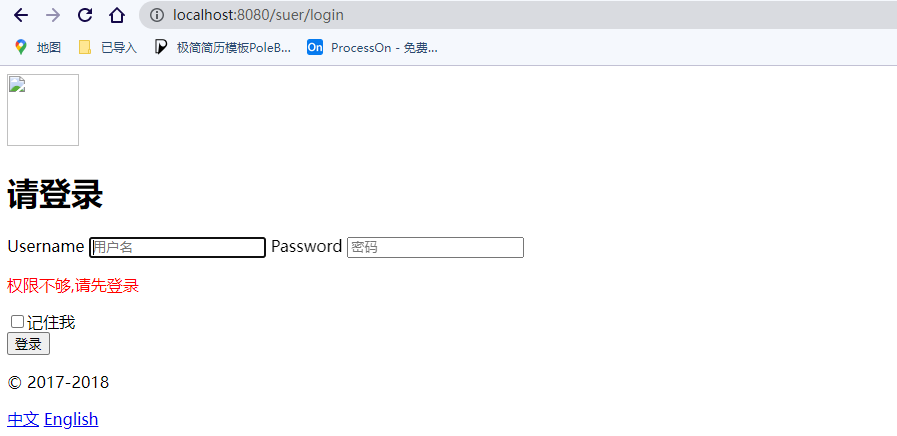 localhost:8080/suer/login
地图 已导入 极简简历模板PoleB... On ProcessOn - 免费...
请登录
Username 用户名 Password 密码
权限不够,请先登录
记住我
登录
© 2017-2018
中文 English